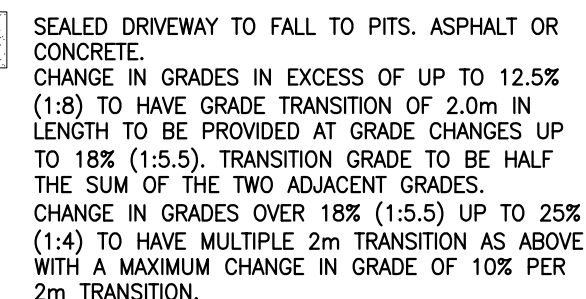 SEALED DRIVEWAY TO FALL TO PITS. ASPHALT OR
CONCRETE.
CHANGE IN GRADES IN EXCESS OF UP TO 12.5%
(1:8) TO HAVE GRADE TRANSITION OF 2.0m IN
LENGTH TO BE PROVIDED AT GRADE CHANGES UP
TO 18% (1:5.5). TRANSITION GRADE TO BE HALF
THE SUM OF THE TWO ADJACENT GRADES.
CHANGE IN GRADES OVER 18% (1:5.5) UP TO 25%
(1:4) TO HAVE MULTIPLE 2m TRANSITION AS ABOVE
WITH A MAXIMUM CHANGE IN GRADE OF 10% PER
2m TRANSITION.